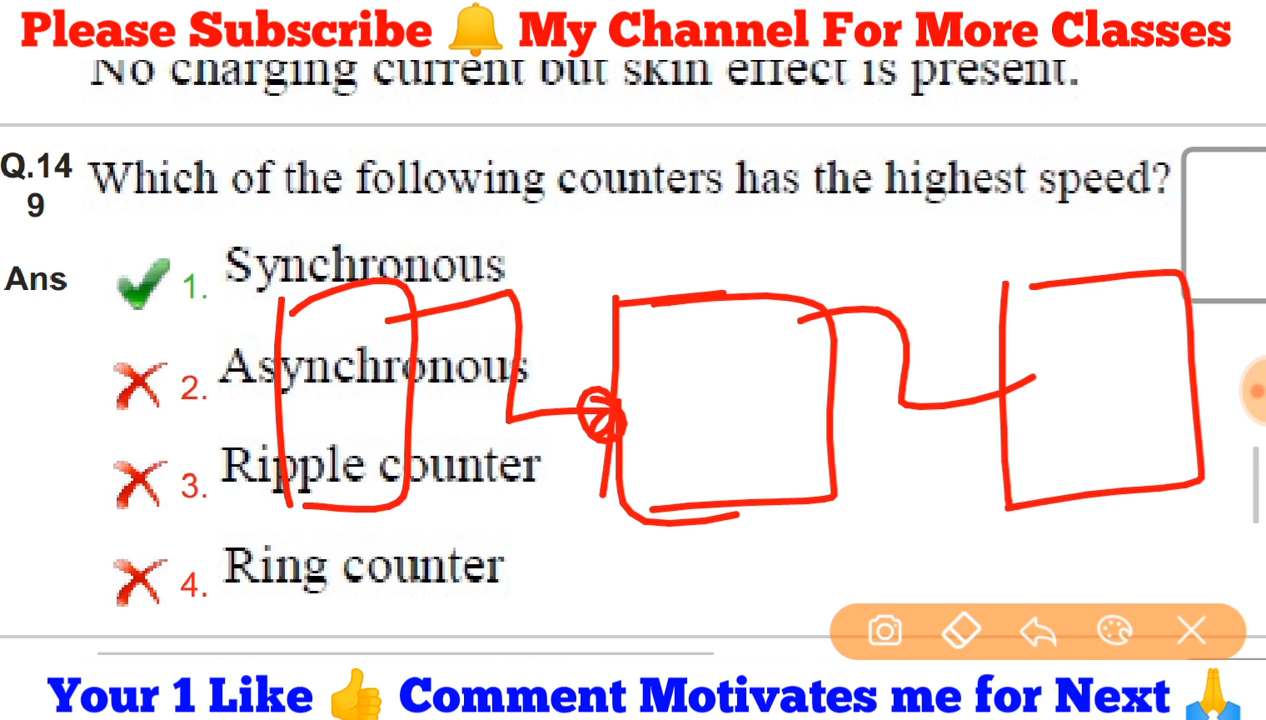 Please Subscribe 🔔 My Channel For More Classes
No charging current but skin effect is present.
Q.14
9
Which of the following counters has the highest speed?
Ans
1. Synchronous
2. Asynchronous
3. Ripple counter
4. Ring counter
Your 1 Like 👍 Comment Motivates me for Next 🙏